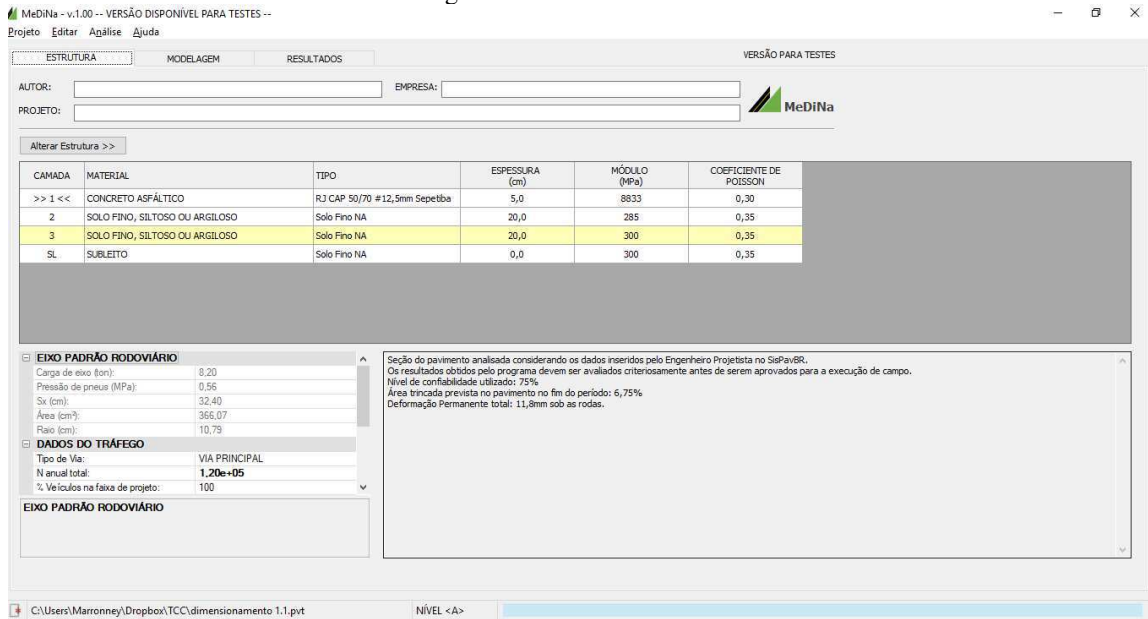 MeDiNa - v.1.00 -- VERSÃO DISPONÍVEL PARA TESTES --
Projeto Editar Análise Ajuda
ESTRUTURA MODELAGEM RESULTADOS VERSÃO PARA TESTES
AUTOR: EMPRESA:
PROJETO:
MeDiNa
Alterar Estrutura >>
CAMADA MATERIAL TIPO ESPESSURA (cm) MÓDULO (MPa) COEFICIENTE DE POISSON
>> 1 << CONCRETO ASFÁLTICO RJ CAP 50/70 #12,5mm Sepetiba 5,0 8833 0,30
2 SOLO FINO, SILTOSO OU ARGILOSO Solo Fino NA 20,0 285 0,35
3 SOLO FINO, SILTOSO OU ARGILOSO Solo Fino NA 20,0 300 0,35
SL SUBLEITO Solo Fino NA 0,0 300 0,35
EIXO PADRÃO RODOVIÁRIO
Carga de eixo (ton): 8,20
Pressão de pneus (MPa): 0,56
Sx (cm): 32,40
Área (cm²): 366,07
Raio (cm): 10,79
DADOS DO TRÁFEGO
Tipo de Via: VIA PRINCIPAL
N anual total: 1,20e+05
% Veículos na faixa de projeto: 100
EIXO PADRÃO RODOVIÁRIO
Seção do pavimento analisada considerando os dados inseridos pelo Engenheiro Projetista no SisPavBR.
Os resultados obtidos pelo programa devem ser avaliados criteriosamente antes de serem aprovados para a execução de campo.
Nível de confiabilidade utilizado: 75%
Área trincada prevista no pavimento no fim do período: 6,75%
Deformação Permanente total: 11,8mm sob as rodas.
C:\Users\Marronney\Dropbox\TCC\dimensionamento 1.1.pvt NÍVEL <A>